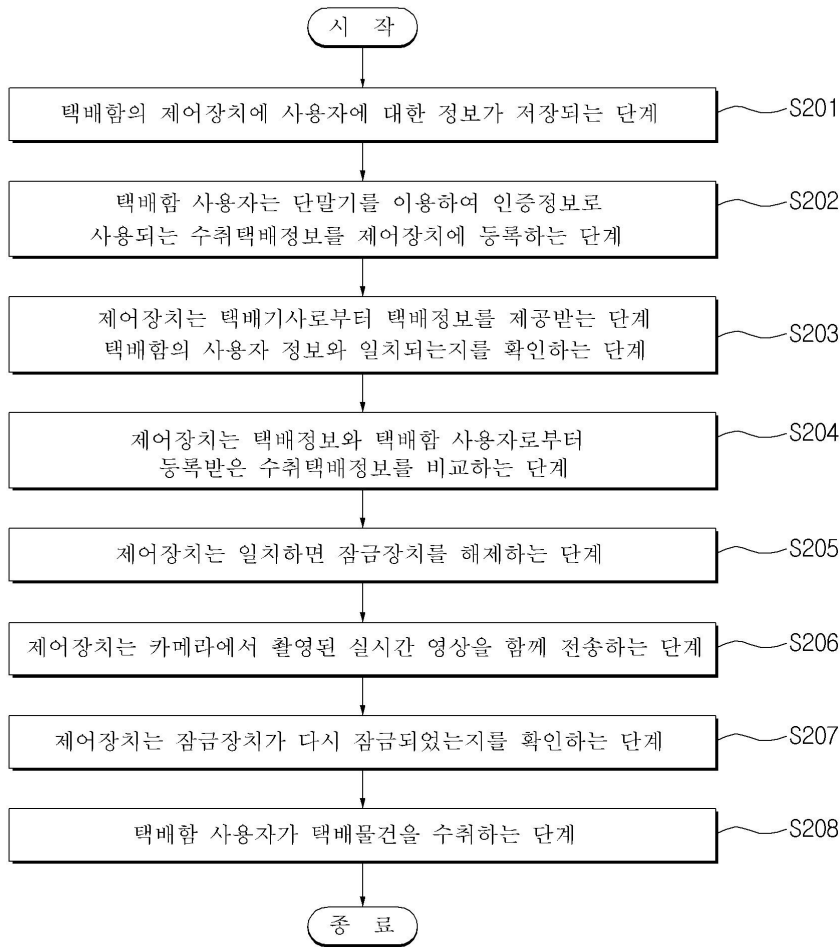 시 작
택배함의 제어장치에 사용자에 대한 정보가 저장되는 단계
S201
택배함 사용자는 단말기를 이용하여 인증정보로
사용되는 수취택배정보를 제어장치에 등록하는 단계
S202
제어장치는 택배기사로부터 택배정보를 제공받는 단계
택배함의 사용자 정보와 일치되는지를 확인하는 단계
S203
제어장치는 택배정보와 택배함 사용자로부터
등록받은 수취택배정보를 비교하는 단계
S204
제어장치는 일치하면 잠금장치를 해제하는 단계
S205
제어장치는 카메라에서 촬영된 실시간 영상을 함께 전송하는 단계
S206
제어장치는 잠금장치가 다시 잠금되었는지를 확인하는 단계
S207
택배함 사용자가 택배물건을 수취하는 단계
S208
종 료